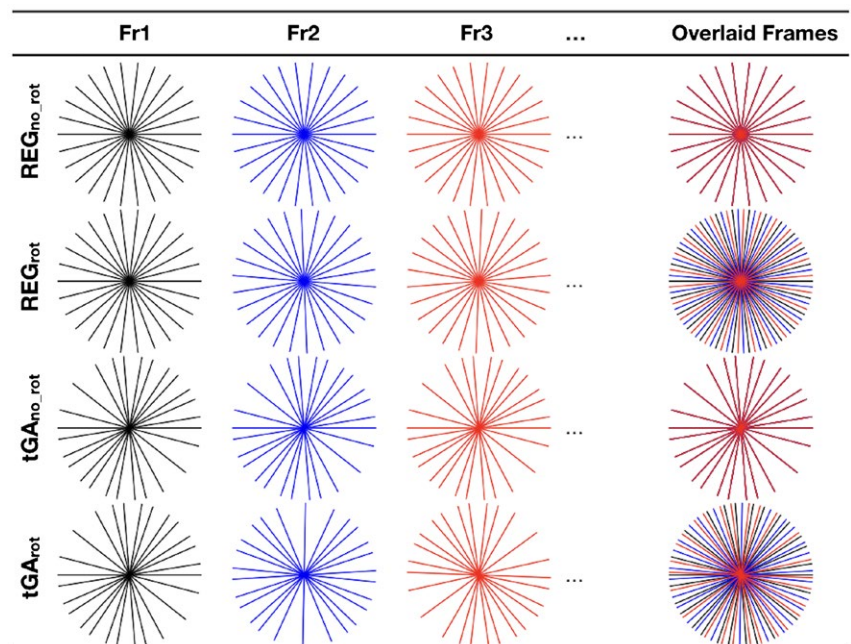 Fr1 Fr2 Fr3 ... Overlaid Frames
REGno_rot ...
REGrot ...
tGAno_rot ...
tGArot ...